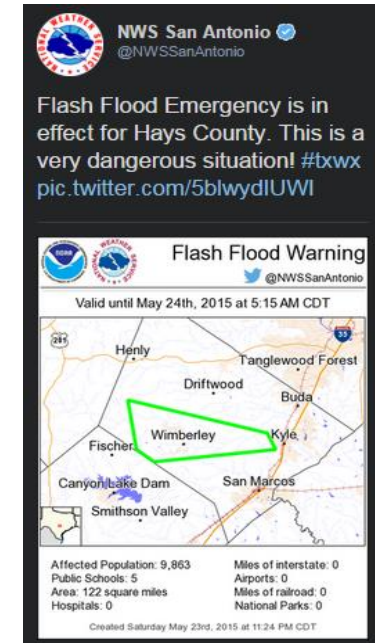 NWS San Antonio
@NWSSanAntonio
Flash Flood Emergency is in
effect for Hays County. This is a
very dangerous situation! #txwx
pic.twitter.com/5blwydIUWI
Flash Flood Warning
@NWSSanAntonio
Valid until May 24th, 2015 at 5:15 AM CDT
281
35
Henly
Tanglewood Forest
Driftwood
Buda
Wimberley
Kyle
Fischer
Canyon Lake Dam
San Marcos
Smithson Valley
Affected Population: 9,863
Public Schools: 5
Area: 122 square miles
Hospitals: 0
Miles of interstate: 0
Airports: 0
Miles of railroad: 0
National Parks: 0
Created Saturday May 23rd, 2015 at 11:24 PM CDT